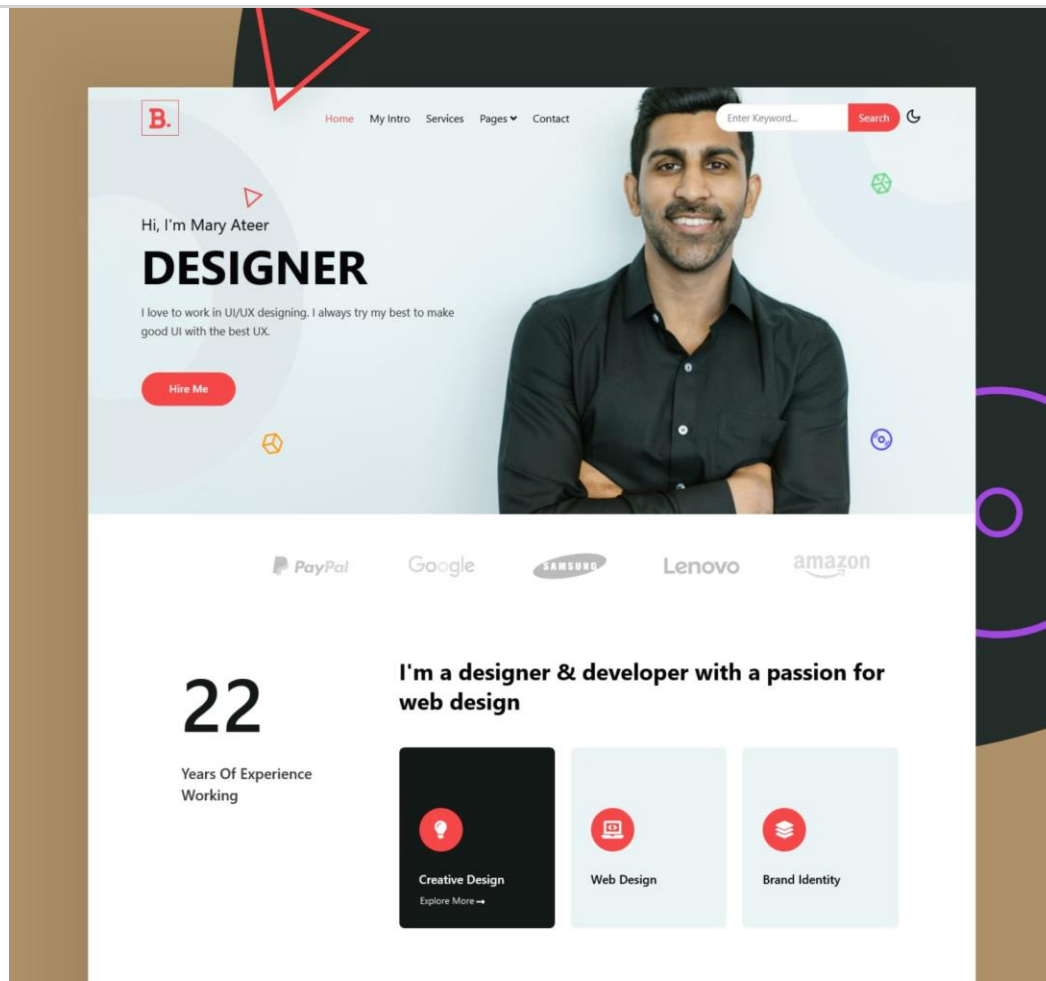 B.
Home My Intro Services Pages Contact
Enter Keyword... Search
Hi, I'm Mary Ateer
DESIGNER
I love to work in UI/UX designing. I always try my best to make
good UI with the best UX.
Hire Me
PayPal Google SAMSUNG Lenovo amazon
22
Years Of Experience
Working
I'm a designer & developer with a passion for
web design
Creative Design
Explore More
Web Design
Brand Identity